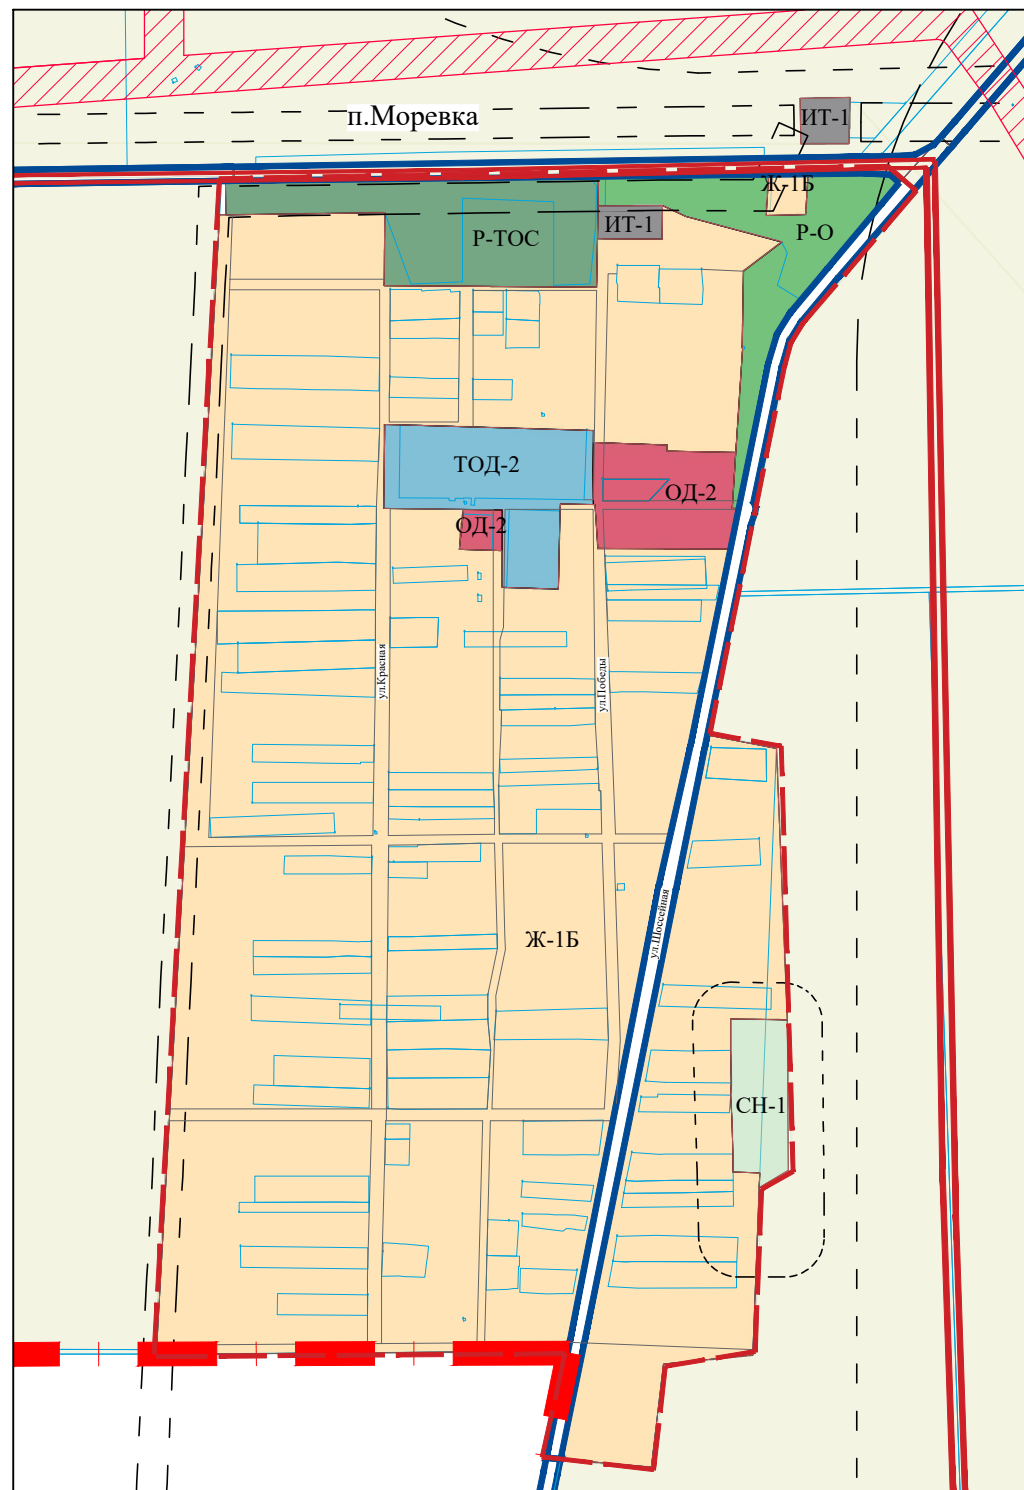 п.Моревка
ИТ-1
Ж-1Б
Р-ТОС
ИТ-1
Р-О
ТОД-2
ОД-2
ОД-2
ул.Красная
ул.Победы
ул.Шоссейная
Ж-1Б
СН-1